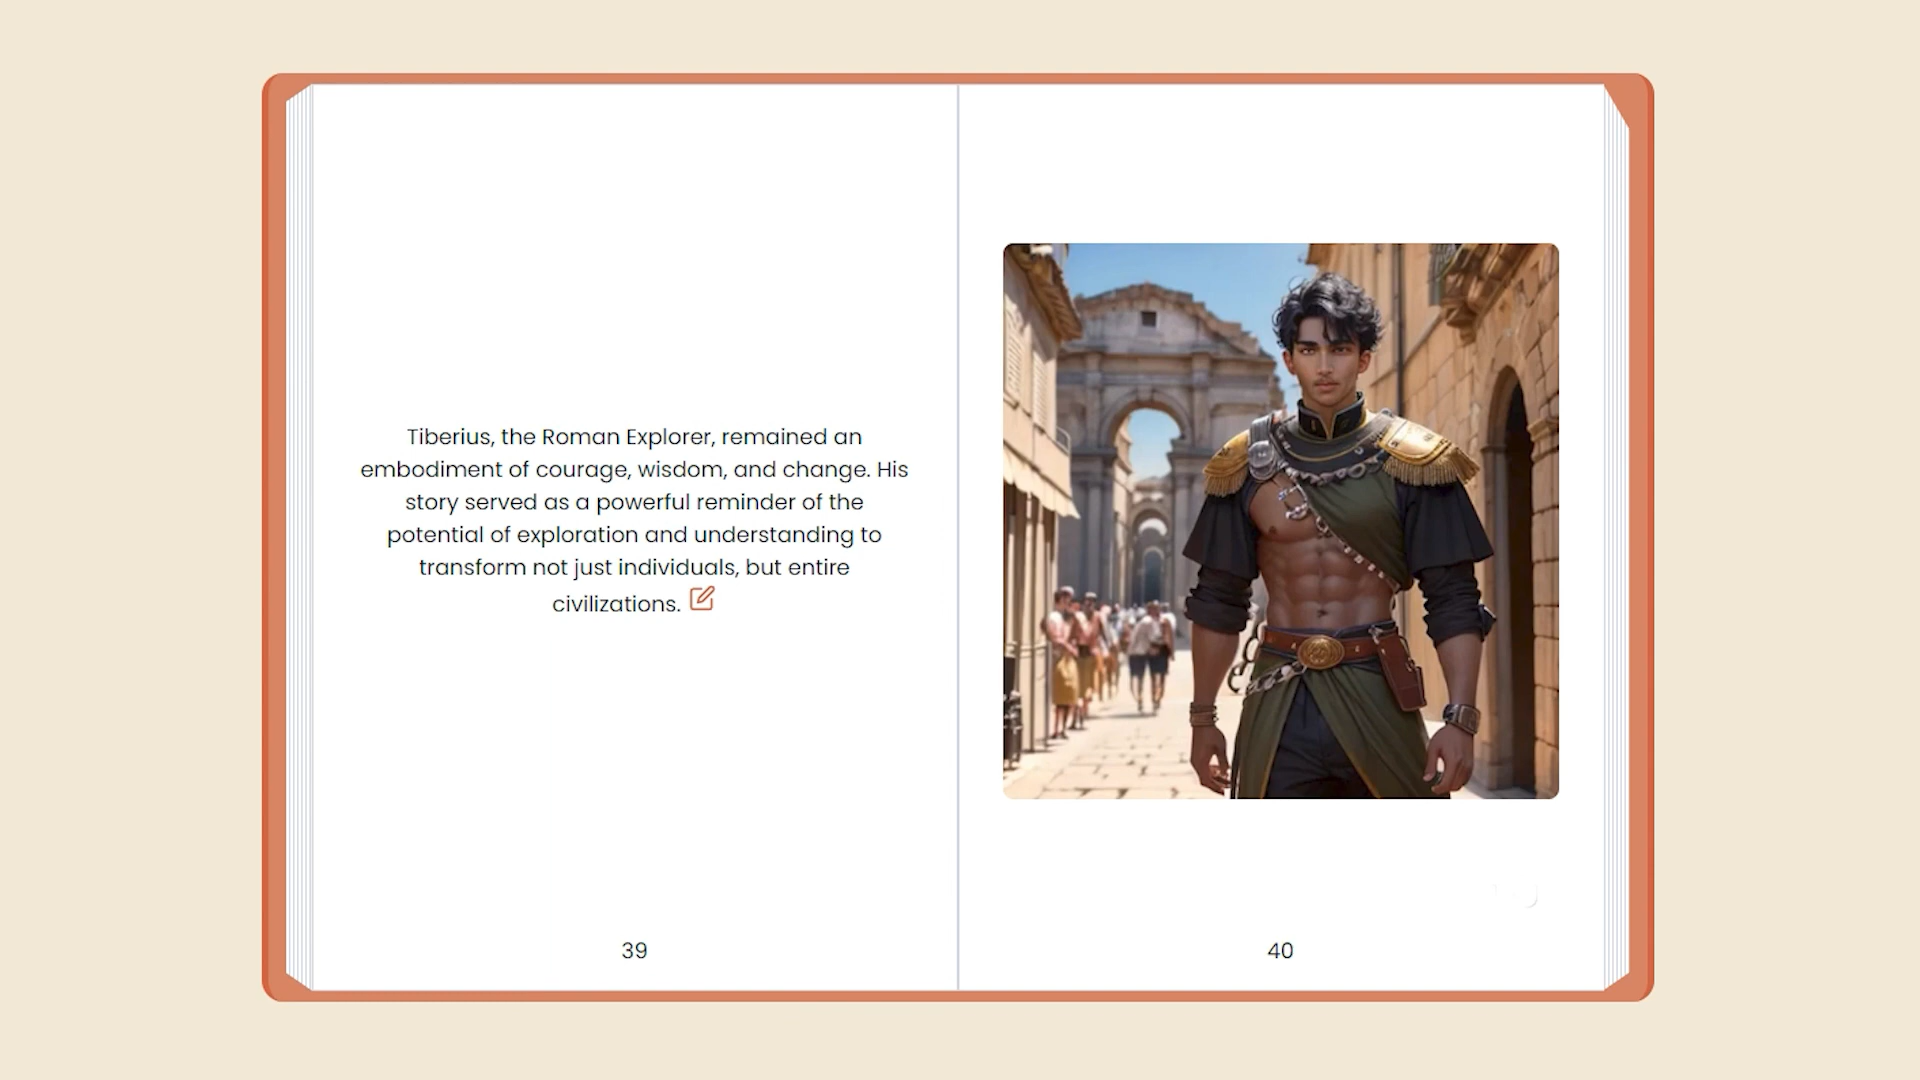 Tiberius, the Roman Explorer, remained an
embodiment of courage, wisdom, and change. His
story served as a powerful reminder of the
potential of exploration and understanding to
transform not just individuals, but entire
civilizations.
39
40